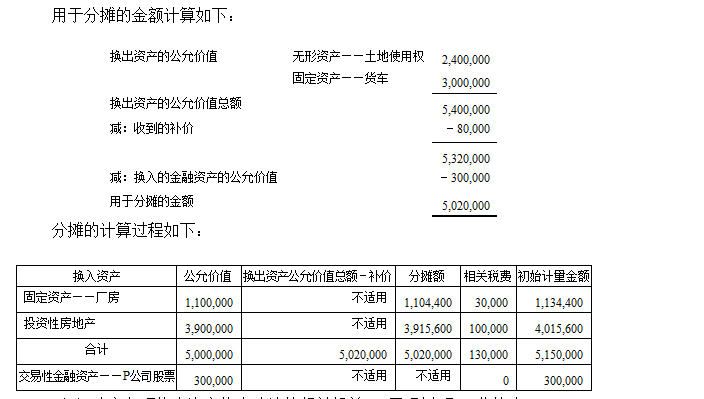 用于分摊的金额计算如下：
换出资产的公允价值 无形资产——土地使用权 2,400,000
固定资产——货车 3,000,000
换出资产的公允价值总额 5,400,000
减：收到的补价 －80,000
5,320,000
减：换入的金融资产的公允价值 －300,000
用于分摊的金额 5,020,000
分摊的计算过程如下：
换入资产 公允价值 换出资产公允价值总额－补价 分摊额 相关税费 初始计量金额
固定资产——厂房 1,100,000 不适用 1,104,400 30,000 1,134,400
投资性房地产 3,900,000 不适用 3,915,600 100,000 4,015,600
合计 5,000,000 5,020,000 5,020,000 130,000 5,150,000
交易性金融资产——P公司股票 300,000 不适用 不适用 0 300,000